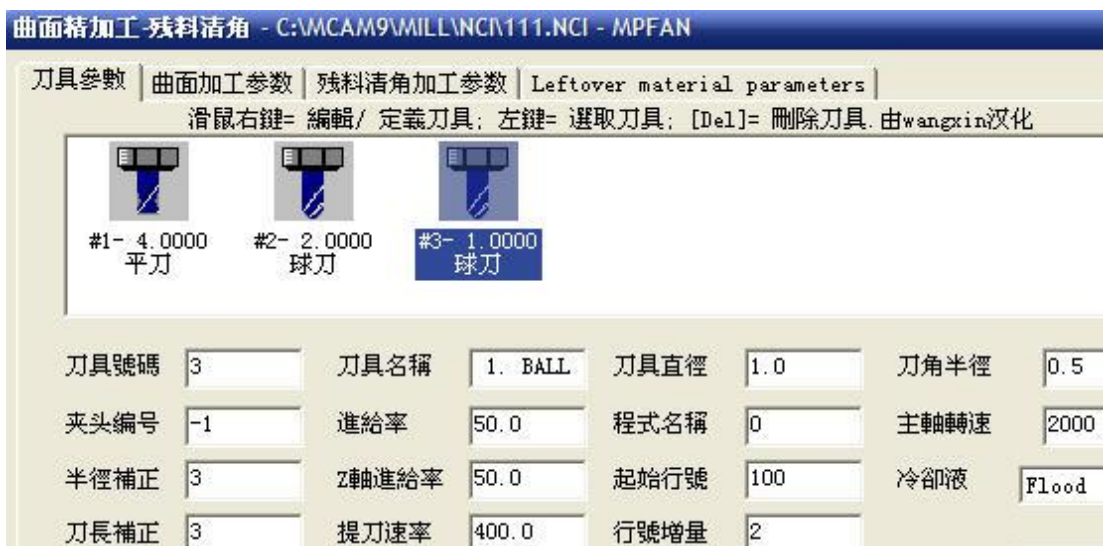 曲面精加工-残料清角 - C:\MCAM9\MILL\NCI\111.NCI - MPFAN
刀具參數 曲面加工参数 残料清角加工参数 Leftover material parameters
滑鼠右鍵= 編輯/ 定義刀具; 左鍵= 選取刀具; [Del]= 刪除刀具.由wangxin汉化
#1- 4.0000 #2- 2.0000 #3- 1.0000
平刀 球刀 球刀
刀具號碼 3 刀具名稱 1. BALL 刀具直徑 1.0 刀角半徑 0.5
夹头编号 -1 進給率 50.0 程式名稱 0 主軸轉速 2000
半徑補正 3 Z軸進給率 50.0 起始行號 100 冷卻液 Flood
刀長補正 3 提刀速率 400.0 行號增量 2